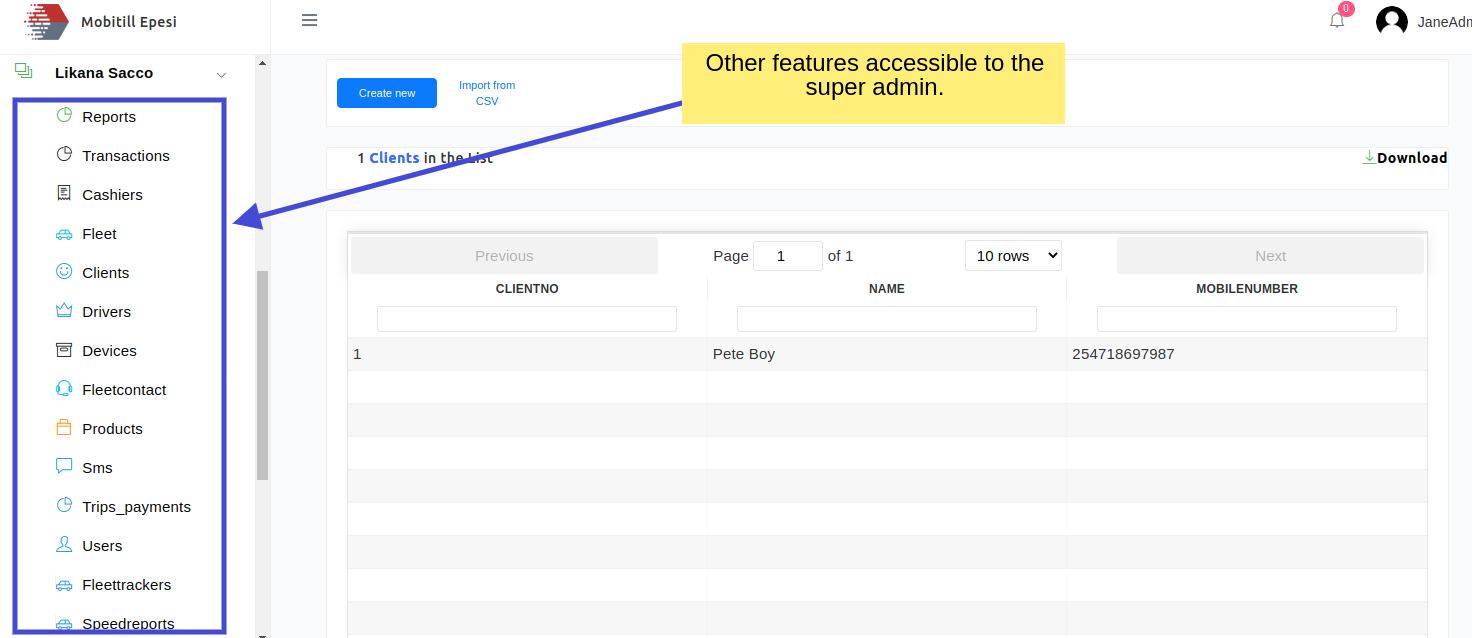 Mobitill Epesi
0
JaneAdm
Likana Sacco
Reports
Transactions
Cashiers
Fleet
Clients
Drivers
Devices
Fleetcontact
Products
Sms
Trips_payments
Users
Fleettrackers
Speedreports
Other features accessible to the
super admin.
Create new
Import from
CSV
1 Clients in the List
Download
Previous
Page 1 of 1
10 rows
Next
CLIENTNO NAME MOBILENUMBER
1 Pete Boy 254718697987